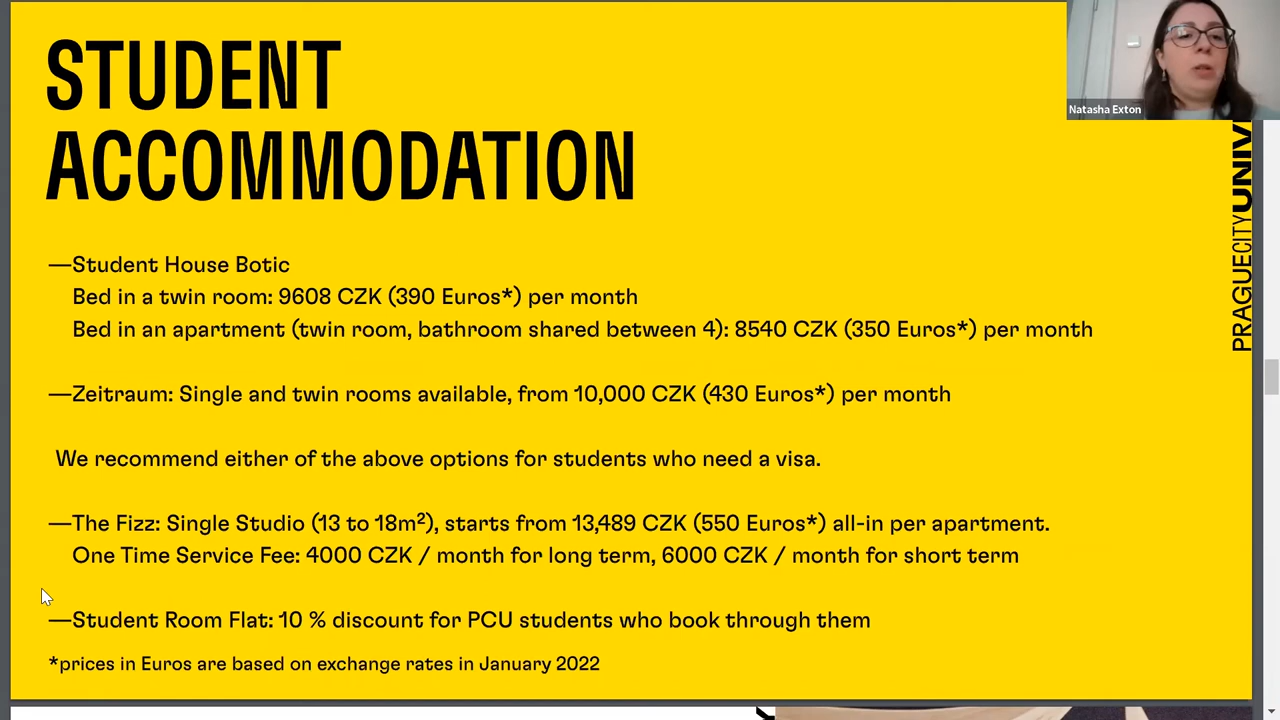 STUDENT
ACCOMMODATION
Natasha Exton
PRAGUECITYUNIV
—Student House Botic
Bed in a twin room: 9608 CZK (390 Euros*) per month
Bed in an apartment (twin room, bathroom shared between 4): 8540 CZK (350 Euros*) per month
—Zeitraum: Single and twin rooms available, from 10,000 CZK (430 Euros*) per month
We recommend either of the above options for students who need a visa.
—The Fizz: Single Studio (13 to 18m²), starts from 13,489 CZK (550 Euros*) all-in per apartment.
One Time Service Fee: 4000 CZK / month for long term, 6000 CZK / month for short term
—Student Room Flat: 10 % discount for PCU students who book through them
*prices in Euros are based on exchange rates in January 2022